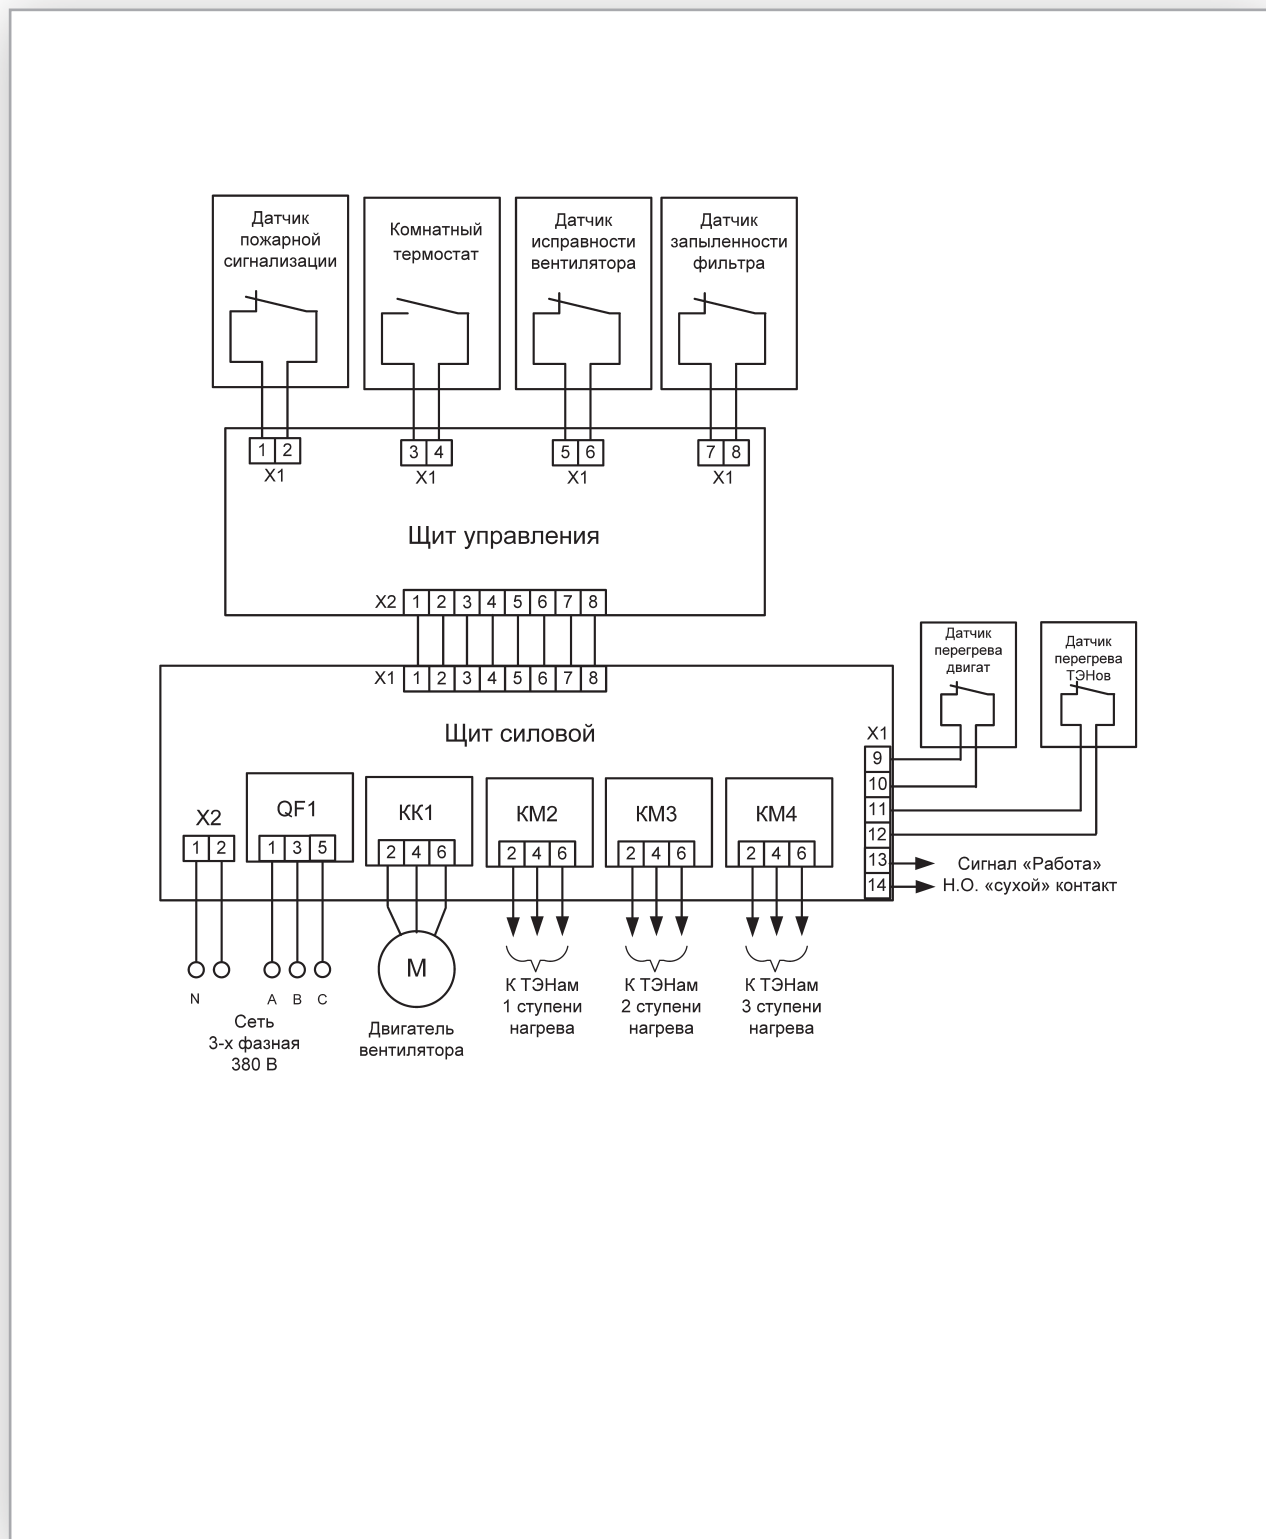 Датчик
пожарной
сигнализации
Комнатный
термостат
Датчик
исправности
вентилятора
Датчик
запыленности
фильтра
1 2
X1
3 4
X1
5 6
X1
7 8
X1
Щит управления
X2 1 2 3 4 5 6 7 8
X1 1 2 3 4 5 6 7 8
Щит силовой
Датчик
перегрева
двигат
Датчик
перегрева
ТЭНов
X1
9
10
11
12
13
14
Сигнал «Работа»
Н.О. «сухой» контакт
X2
1 2
QF1
1 3 5
КК1
2 4 6
КМ2
2 4 6
КМ3
2 4 6
КМ4
2 4 6
N
A B C
Сеть
3-х фазная
380 В
М
Двигатель
вентилятора
К ТЭНам
1 ступени
нагрева
К ТЭНам
2 ступени
нагрева
К ТЭНам
3 ступени
нагрева